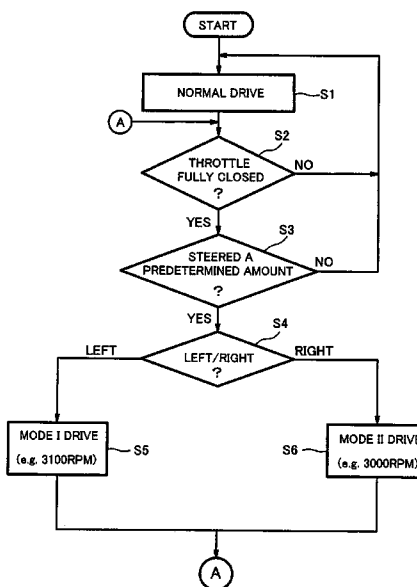 START
NORMAL DRIVE
S1
A
S2
THROTTLE
FULLY CLOSED
?
NO
YES
S3
STEERED A
PREDETERMINED AMOUNT
?
NO
YES
S4
LEFT
LEFT/RIGHT
?
RIGHT
MODE I DRIVE
(e.g. 3100RPM)
S5
S6
MODE II DRIVE
(e.g. 3000RPM)
A